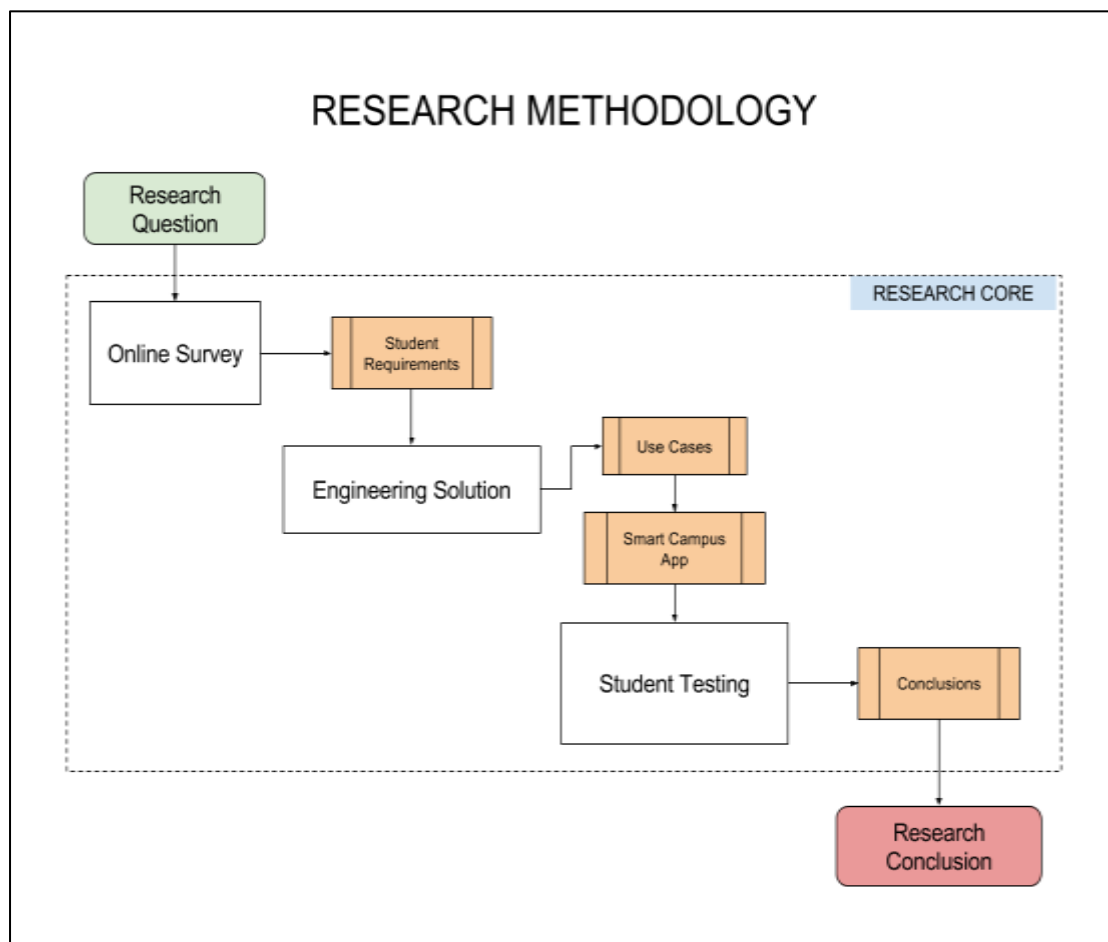 RESEARCH METHODOLOGY
Research
Question
RESEARCH CORE
Online Survey
Student
Requirements
Use Cases
Engineering Solution
Smart Campus
App
Student Testing
Conclusions
Research
Conclusion